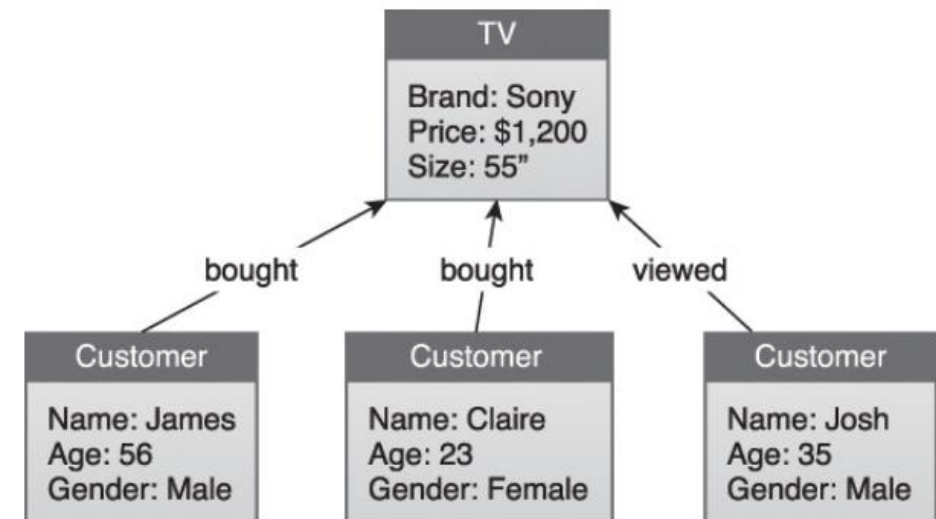 TV
Brand: Sony
Price: $1,200
Size: 55”
bought
bought
viewed
Customer
Name: James
Age: 56
Gender: Male
Customer
Name: Claire
Age: 23
Gender: Female
Customer
Name: Josh
Age: 35
Gender: Male